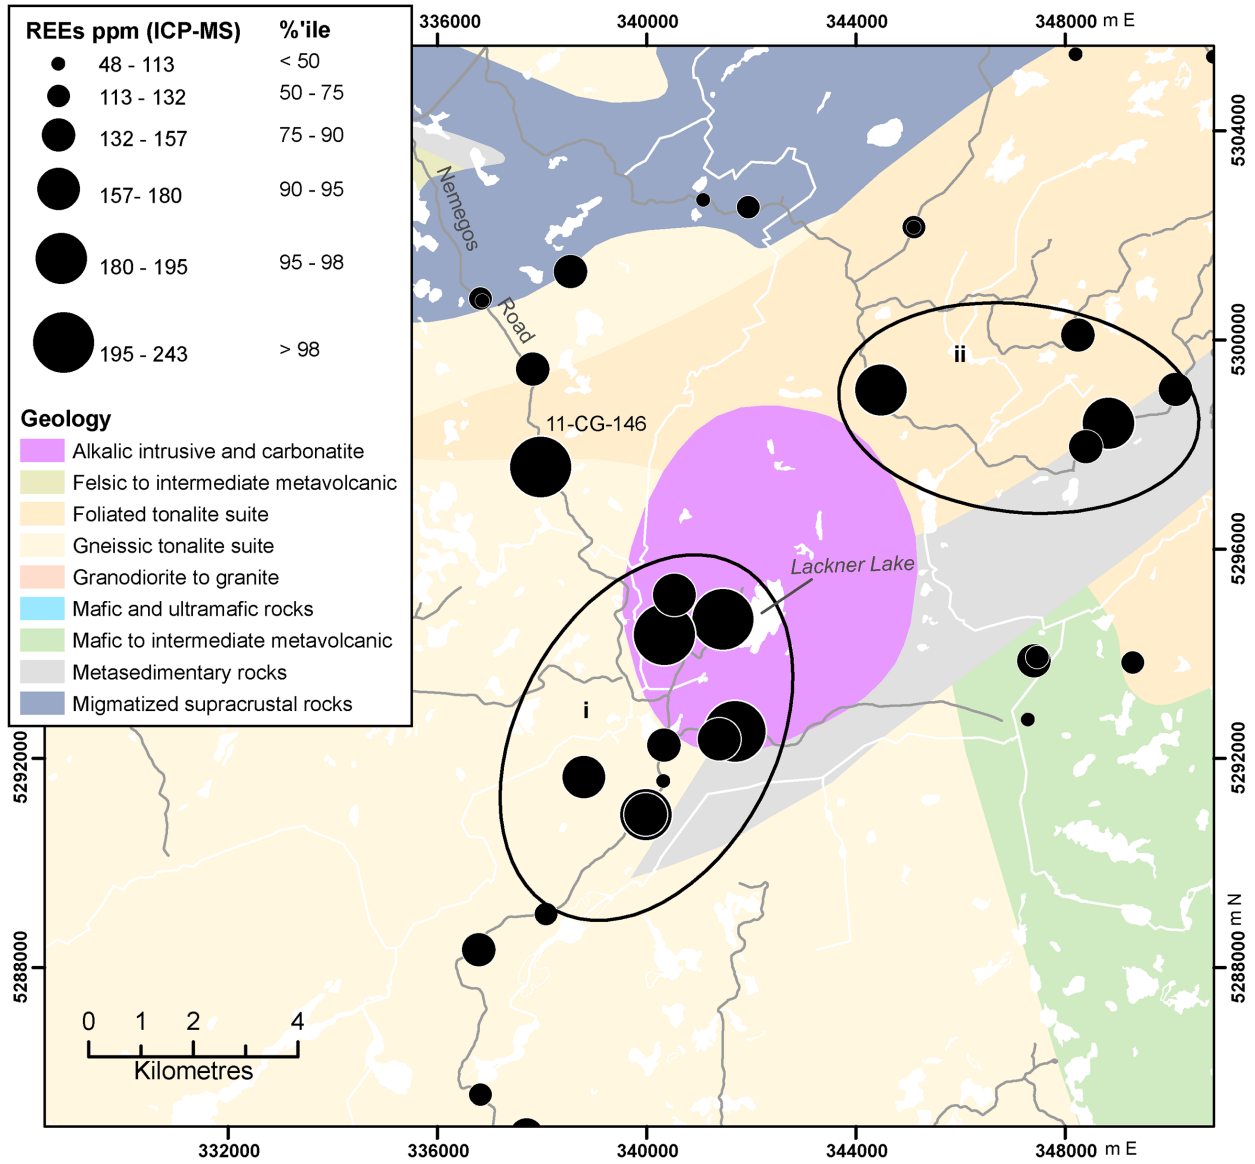 336000 340000 344000 348000 m E
REEs ppm (ICP-MS) %'ile
48 - 113 < 50
113 - 132 50 - 75
132 - 157 75 - 90
157- 180 90 - 95
180 - 195 95 - 98
195 - 243 > 98
Geology
Alkalic intrusive and carbonatite
Felsic to intermediate metavolcanic
Foliated tonalite suite
Gneissic tonalite suite
Granodiorite to granite
Mafic and ultramafic rocks
Mafic to intermediate metavolcanic
Metasedimentary rocks
Migmatized supracrustal rocks
Nemegos
Road
11-CG-146
ii
Lackner Lake
i
5304000
5300000
5296000
5292000
5288000 m N
5292000
5288000
0 1 2 4
Kilometres
332000 336000 340000 344000 348000 m E